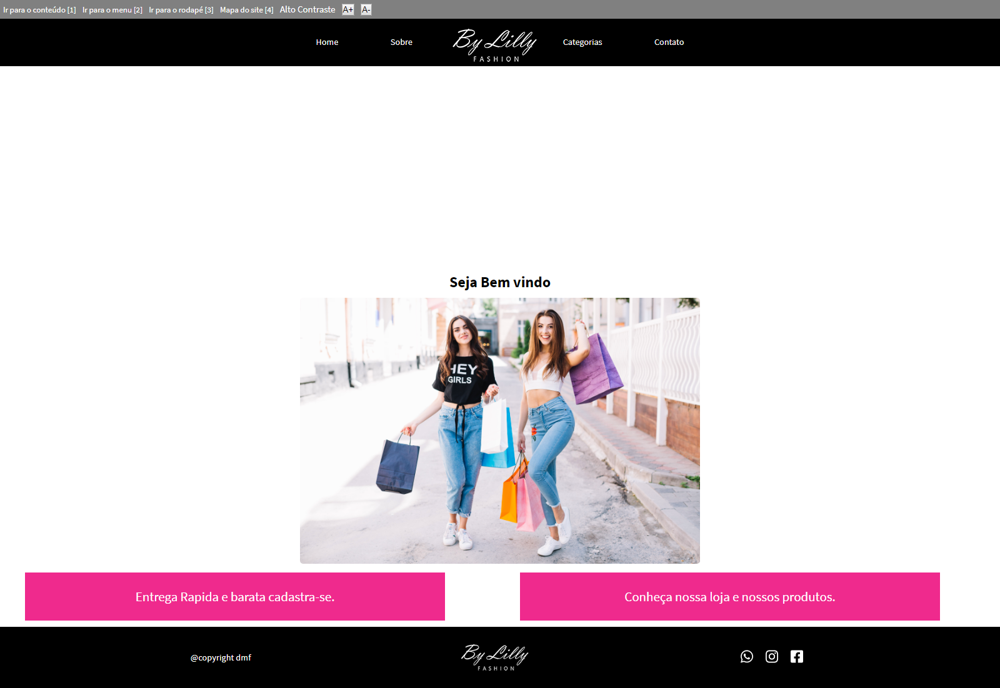 Ir para o conteúdo [1] Ir para o menu [2] Ir para o rodapé [3] Mapa do site [4] Alto Contraste A+ A-
Home Sobre By Lilly Categorias Contato
FASHION
Seja Bem vindo
HEY
GIRLS
Entrega Rapida e barata cadastra-se. Conheça nossa loja e nossos produtos.
@copyright dmf By Lilly
FASHION